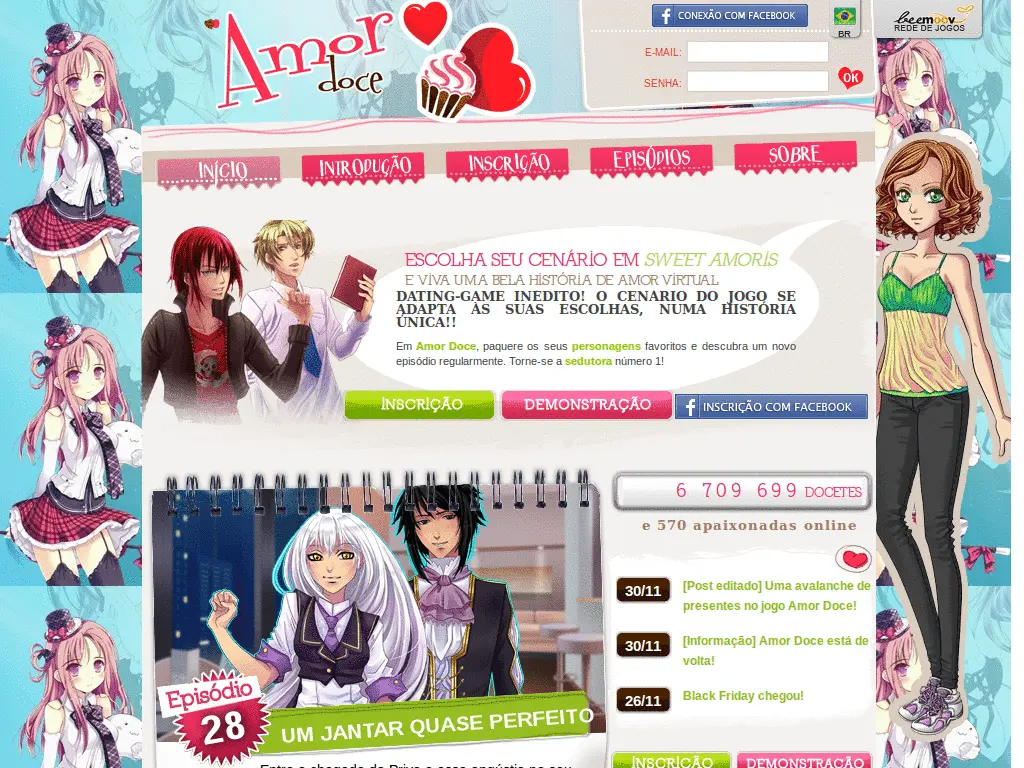 Amor
doce
CONEXÃO COM FACEBOOK
BR
beemoov
REDE DE JOGOS
E-MAIL:
SENHA:
OK
INÍCIO
INTRODUÇÃO
INSCRIÇÃO
EPISÓDIOS
SOBRE
ESCOLHA SEU CENÁRIO EM SWEET AMORIS
E VIVA UMA BELA HISTÓRIA DE AMOR VIRTUAL
DATING-GAME INEDITO! O CENARIO DO JOGO SE
ADAPTA ÀS SUAS ESCOLHAS, NUMA HISTÓRIA
ÚNICA!!
Em Amor Doce, paquere os seus personagens favoritos e descubra um novo
episódio regularmente. Torne-se a sedutora número 1!
INSCRIÇÃO
DEMONSTRAÇÃO
INSCRIÇÃO COM FACEBOOK
6 709 699 DOCETES
e 570 apaixonadas online
30/11
[Post editado] Uma avalanche de
presentes no jogo Amor Doce!
30/11
[Informação] Amor Doce está de
volta!
26/11
Black Friday chegou!
Episódio
28
UM JANTAR QUASE PERFEITO
INSCRIÇÃO
DEMONSTRAÇÃO